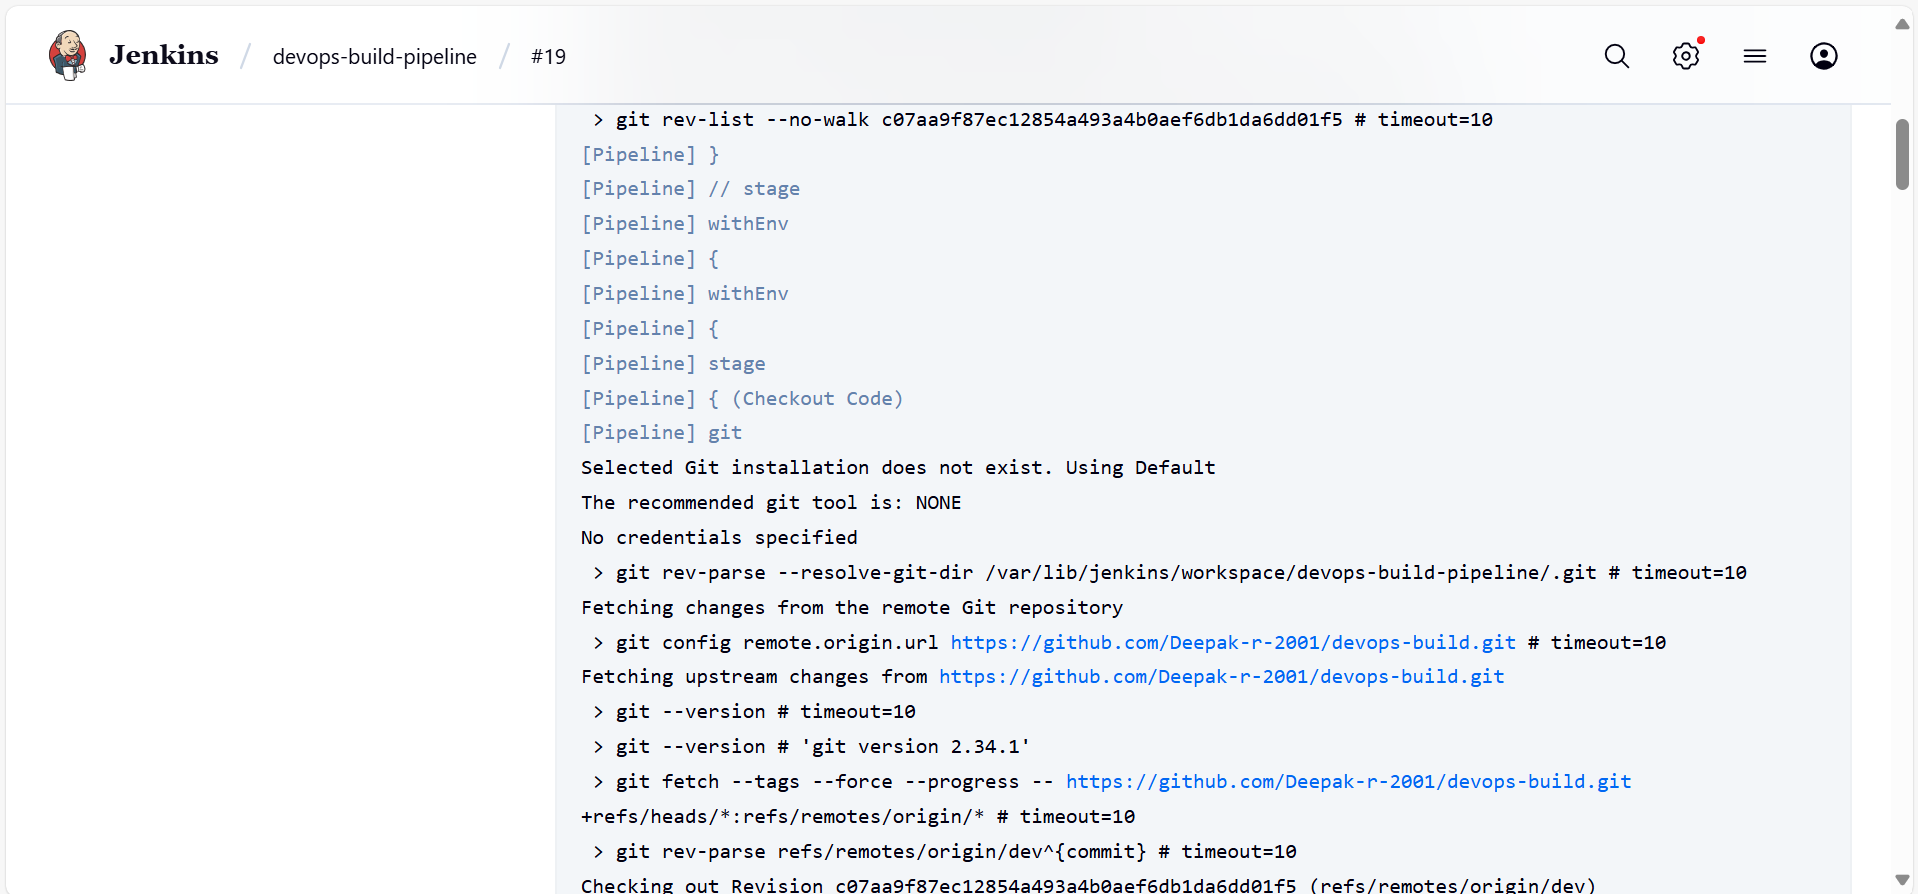 Jenkins / devops-build-pipeline / #19
> git rev-list --no-walk c07aa9f87ec12854a493a4b0aef6db1da6dd01f5 # timeout=10
[Pipeline] }
[Pipeline] // stage
[Pipeline] withEnv
[Pipeline] {
[Pipeline] withEnv
[Pipeline] {
[Pipeline] stage
[Pipeline] { (Checkout Code)
[Pipeline] git
Selected Git installation does not exist. Using Default
The recommended git tool is: NONE
No credentials specified
> git rev-parse --resolve-git-dir /var/lib/jenkins/workspace/devops-build-pipeline/.git # timeout=10
Fetching changes from the remote Git repository
> git config remote.origin.url https://github.com/Deepak-r-2001/devops-build.git # timeout=10
Fetching upstream changes from https://github.com/Deepak-r-2001/devops-build.git
> git --version # timeout=10
> git --version # 'git version 2.34.1'
> git fetch --tags --force --progress -- https://github.com/Deepak-r-2001/devops-build.git
+refs/heads/*:refs/remotes/origin/* # timeout=10
> git rev-parse refs/remotes/origin/dev^{commit} # timeout=10
Checking out Revision c07aa9f87ec12854a493a4b0aef6db1da6dd01f5 (refs/remotes/origin/dev)